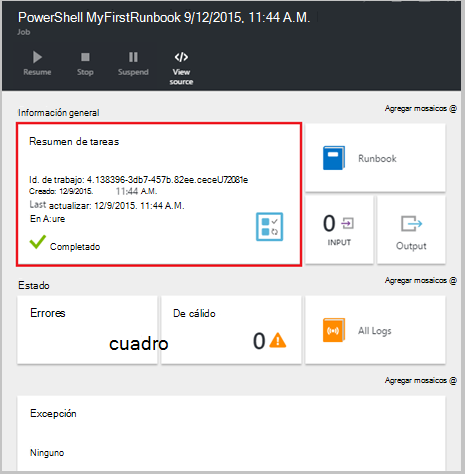 PowerShell MyFirstRunbook 9/12/2015, 11:44 A.M.
Job
Resume
Stop
Suspend
View source
Información general
Agregar mosaicos @
Resumen de tareas
Id. de trabajo: 4.138396-3db7-457b.82ee.ceceU72081e
Creado: 12/9/2015. 11:44 A.M.
Last actualizar: 12/9/2015. 11:44 A.M.
En A:ure
Completado
Runbook
0
INPUT
Output
Estado
Agregar mosaicos @
Errores
cuadro
De cálido
0
All Logs
Agregar mosaicos @
Excepción
Ninguno